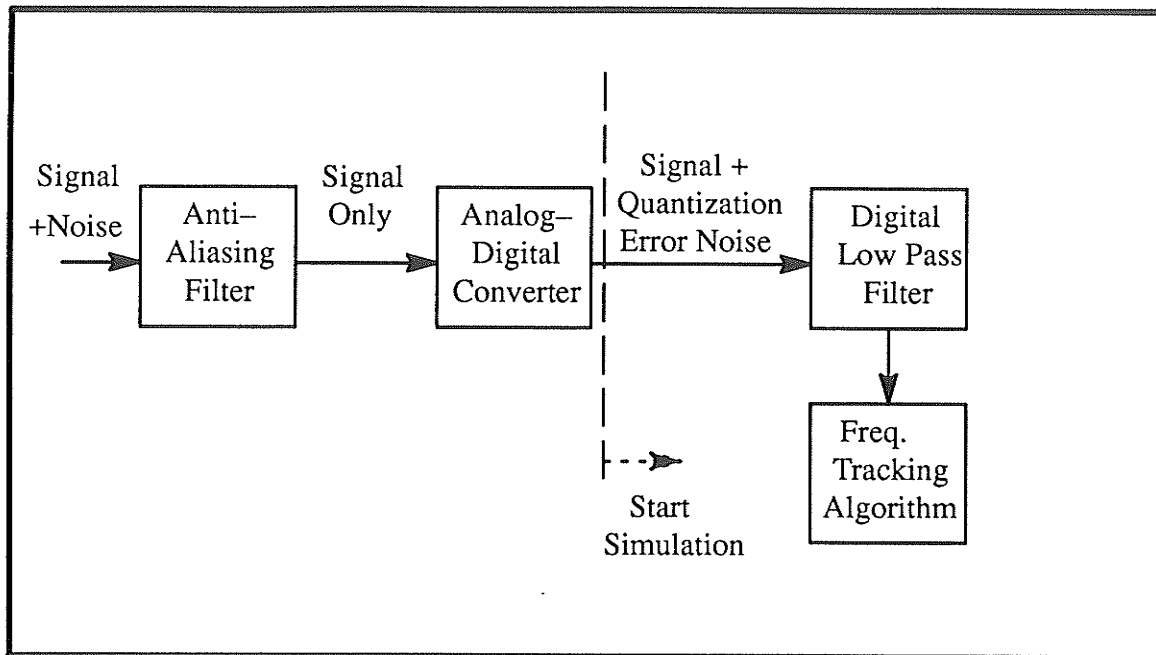 Signal
+Noise
Anti–
Aliasing
Filter
Signal
Only
Analog–
Digital
Converter
Signal +
Quantization
Error Noise
Digital
Low Pass
Filter
Freq.
Tracking
Algorithm
Start
Simulation